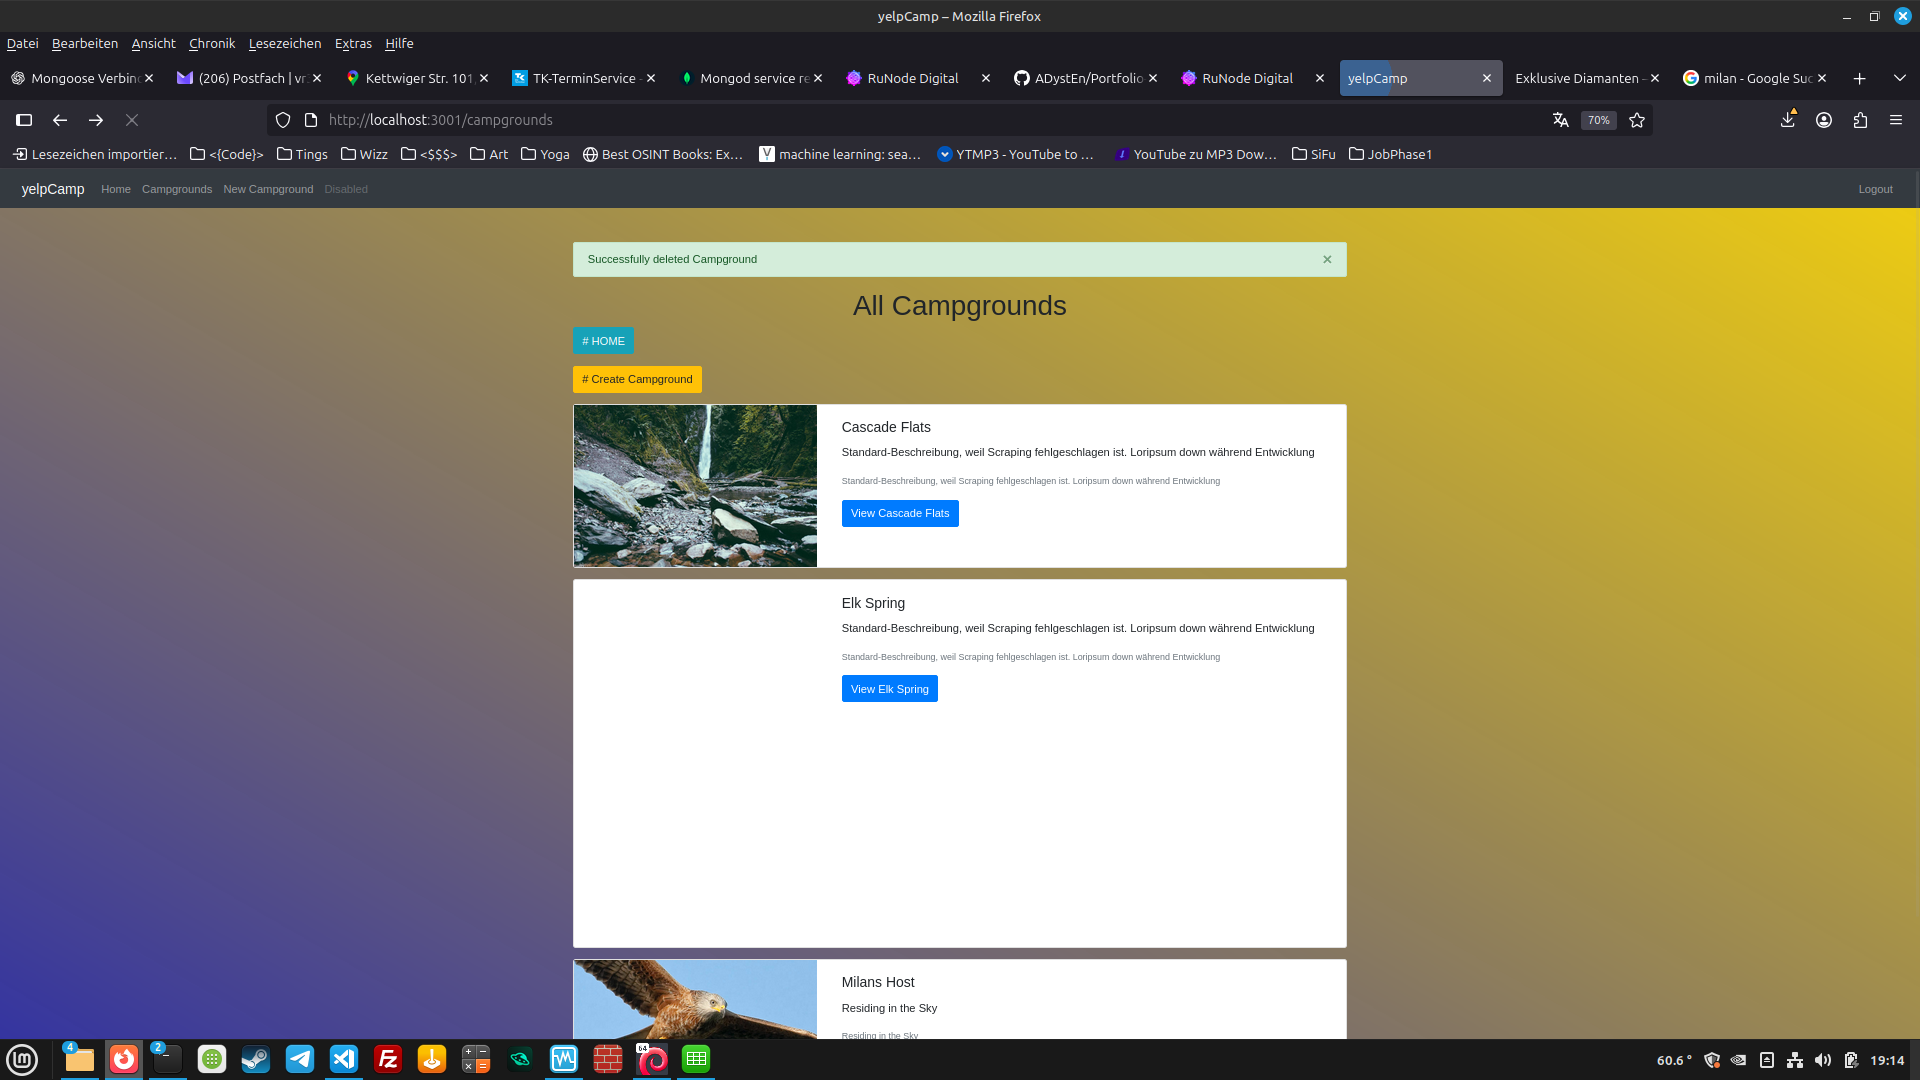 yelpCamp – Mozilla Firefox
Datei Bearbeiten Ansicht Chronik Lesezeichen Extras Hilfe
Mongoose Verbin (206) Postfach | vr Kettwiger Str. 101, TK-TerminService - Mongod service re RuNode Digital ADystEn/Portfolio RuNode Digital yelpCamp Exklusive Diamanten – milan - Google Suc
http://localhost:3001/campgrounds 70%
Lesezeichen importier… <{Code}> Tings Wizz <$$$> Art Yoga Best OSINT Books: Ex… machine learning: sea… YTMP3 - YouTube to … YouTube zu MP3 Dow… SiFu JobPhase1
yelpCamp Home Campgrounds New Campground Disabled Logout
Successfully deleted Campground ×
All Campgrounds
# HOME
# Create Campground
Cascade Flats
Standard-Beschreibung, weil Scraping fehlgeschlagen ist. Loripsum down während Entwicklung
Standard-Beschreibung, weil Scraping fehlgeschlagen ist. Loripsum down während Entwicklung
View Cascade Flats
Elk Spring
Standard-Beschreibung, weil Scraping fehlgeschlagen ist. Loripsum down während Entwicklung
Standard-Beschreibung, weil Scraping fehlgeschlagen ist. Loripsum down während Entwicklung
View Elk Spring
Milans Host
Residing in the Sky
Residing in the Sky
4 2 64 60.6 ° 19:14